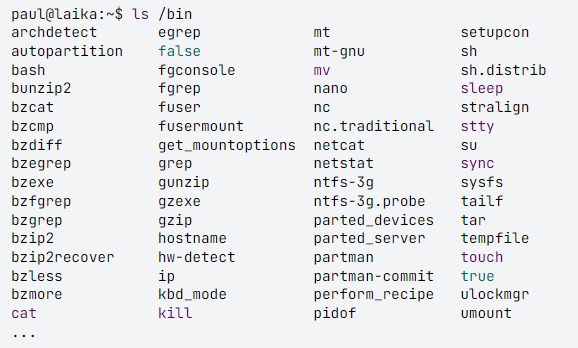 paul@laika:~$ ls /bin
archdetect egrep mt setupcon
autopartition false mt-gnu sh
bash fgconsole mv sh.distrib
bunzip2 fgrep nano sleep
bzcat fuser nc stralign
bzcmp fusermount nc.traditional stty
bzdiff get_mountoptions netcat su
bzegrep grep netstat sync
bzexe gunzip ntfs-3g sysfs
bzfgrep gzexe ntfs-3g.probe tailf
bzgrep gzip parted_devices tar
bzip2 hostname parted_server tempfile
bzip2recover hw-detect partman touch
bzless ip partman-commit true
bzmore kbd_mode perform_recipe ulockmgr
cat kill pidof umount
...